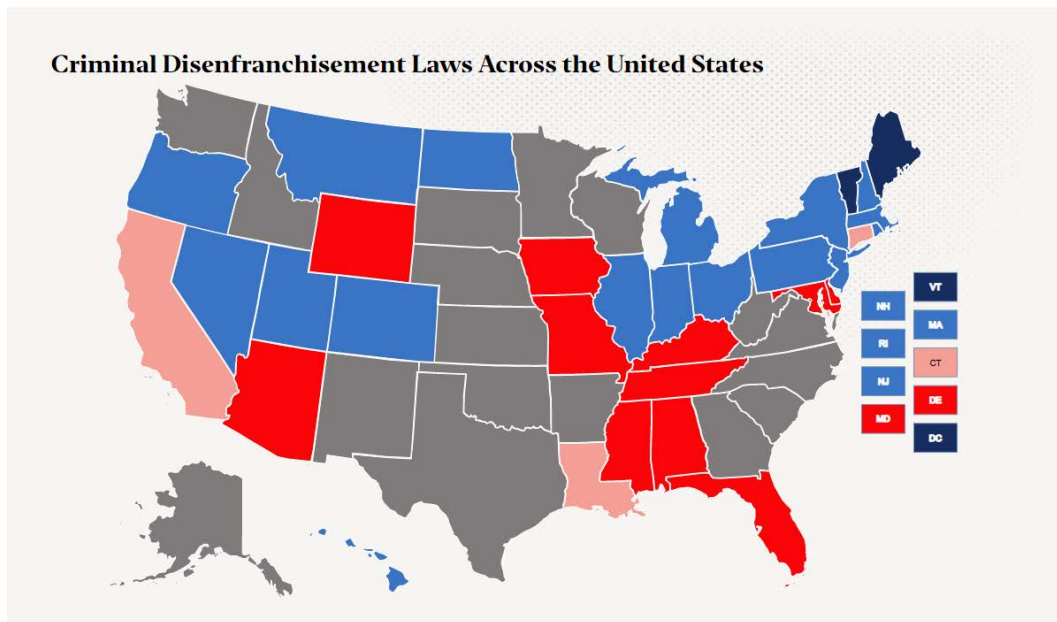 Criminal Disenfranchisement Laws Across the United States
VT
NH
MA
RI
CT
NJ
DE
MD
DC